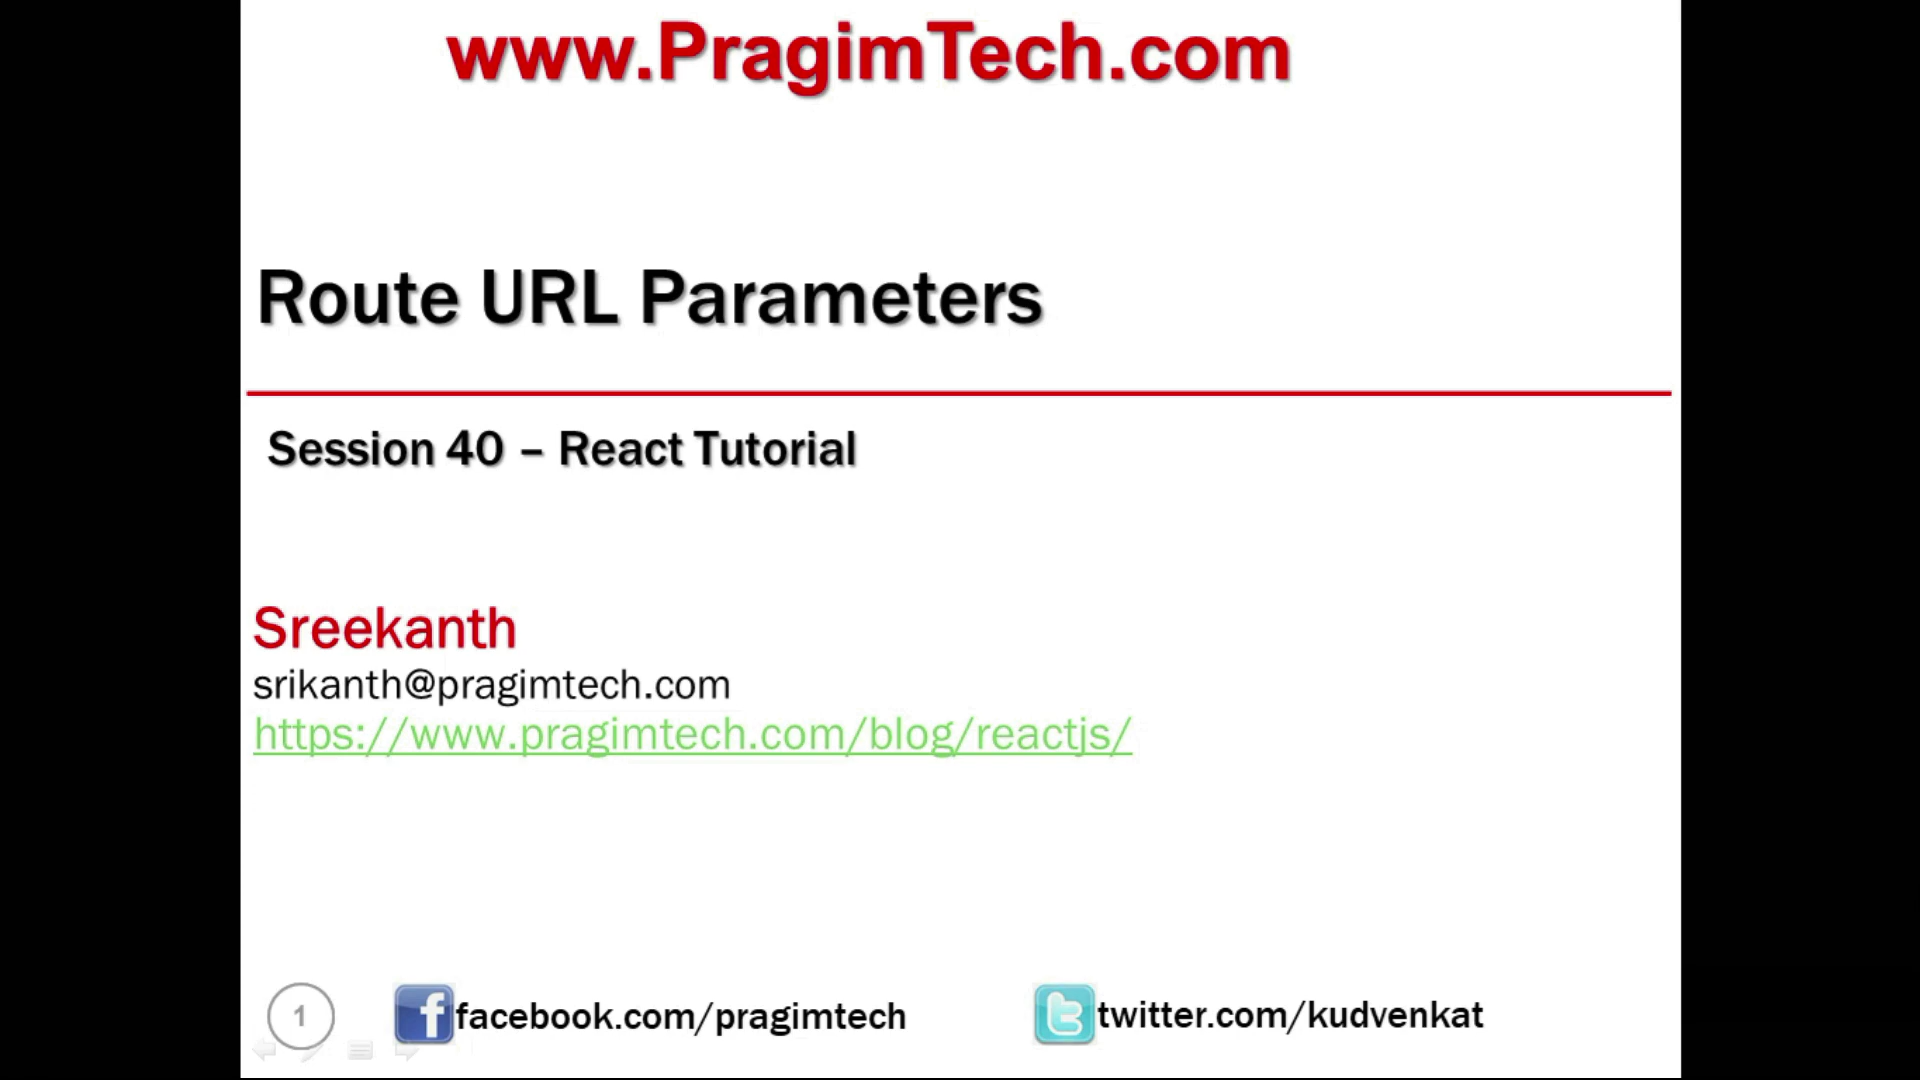 www.PragimTech.com
Route URL Parameters
Session 40 – React Tutorial
Sreekanth
srikanth@pragimtech.com
https://www.pragimtech.com/blog/reactjs/
1
facebook.com/pragimtech
twitter.com/kudvenkat